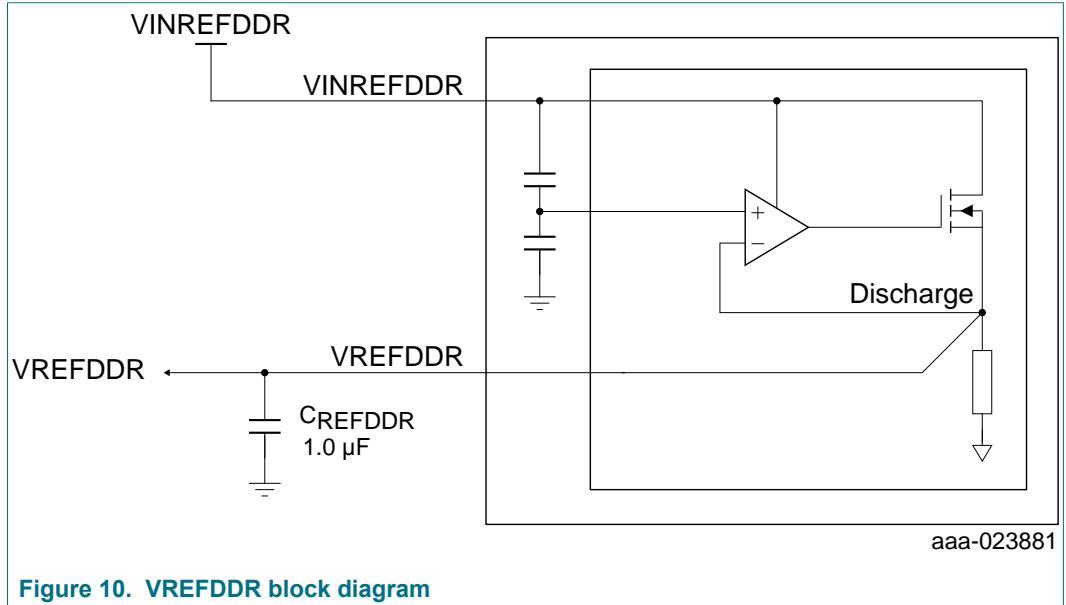 VINREFDDR
VINREFDDR
+
−
Discharge
VREFDDR
VREFDDR
CREFDDR
1.0 µF
aaa-023881
Figure 10. VREFDDR block diagram